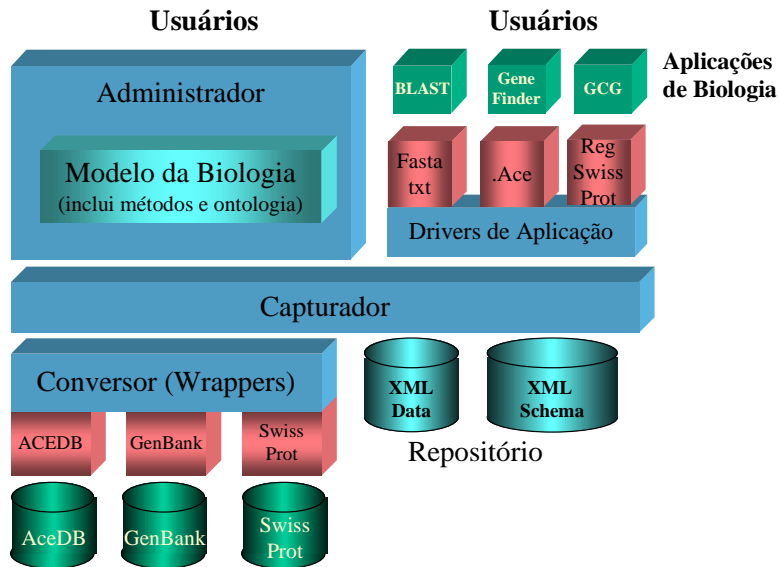 Usuários
Usuários
Administrador
Modelo da Biologia
(inclui métodos e ontologia)
BLAST
Gene
Finder
GCG
Aplicações
de Biologia
Fasta
txt
.Ace
Reg
Swiss
Prot
Drivers de Aplicação
Capturador
Conversor (Wrappers)
XML
Data
XML
Schema
Repositório
ACEDB
GenBank
Swiss
Prot
AceDB
GenBank
Swiss
Prot